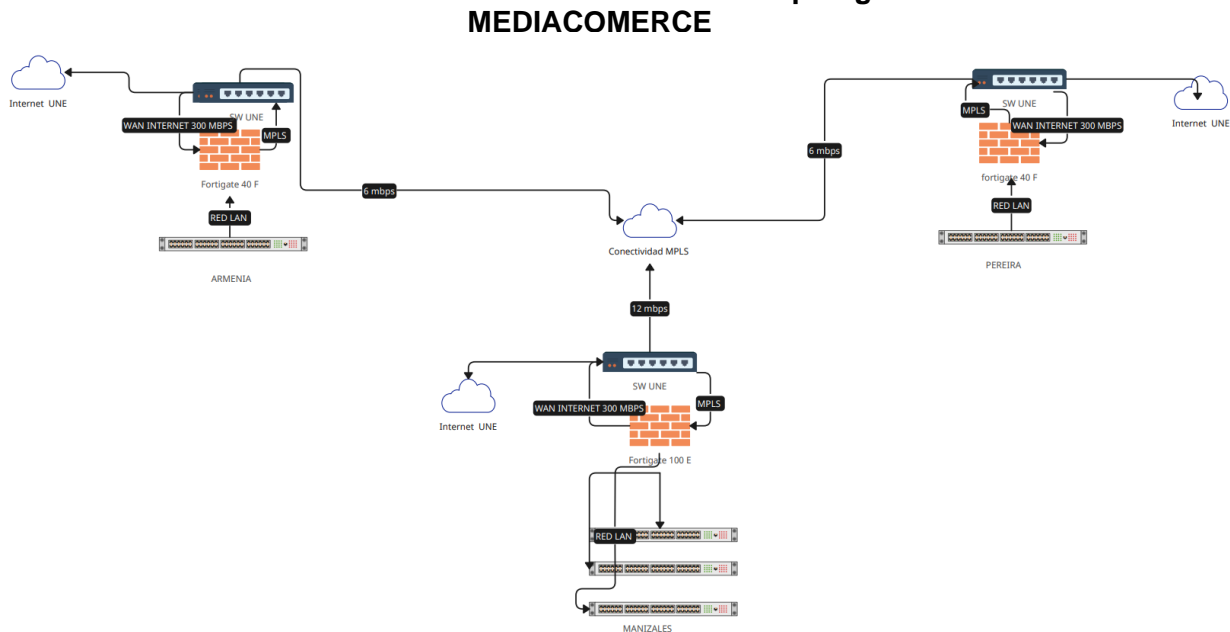 MEDIACOMERCE
Internet UNE
SW UNE
WAN INTERNET 300 MBPS
MPLS
Fortigate 40 F
RED LAN
ARMENIA
6 mbps
6 mbps
Conectividad MPLS
SW UNE
MPLS
WAN INTERNET 300 MBPS
Internet UNE
fortigate 40 F
RED LAN
PEREIRA
12 mbps
SW UNE
Internet UNE
WAN INTERNET 300 MBPS
MPLS
Fortigate 100 E
RED LAN
MANIZALES